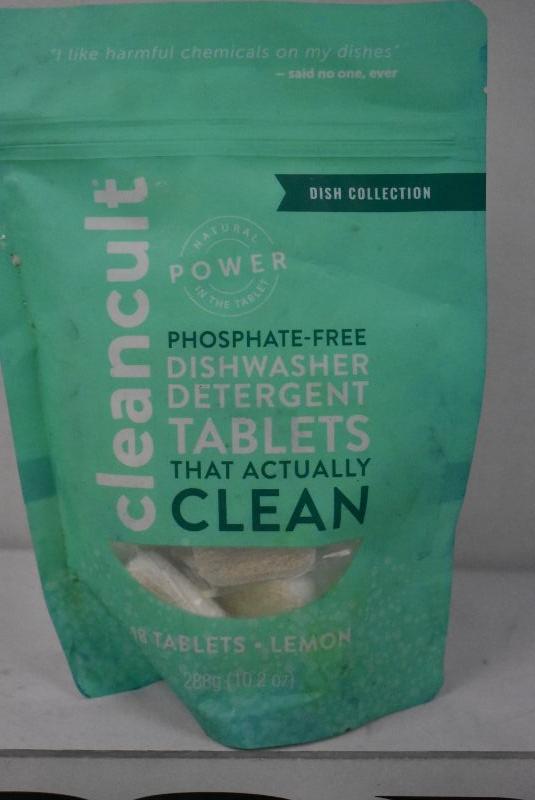 "I like harmful chemicals on my dishes"
– said no one, ever
DISH COLLECTION
cleancult
NATURAL
POWER
IN THE TABLET
PHOSPHATE-FREE
DISHWASHER
DETERGENT
TABLETS
THAT ACTUALLY
CLEAN
18 TABLETS • LEMON
288g (10.2 oz)